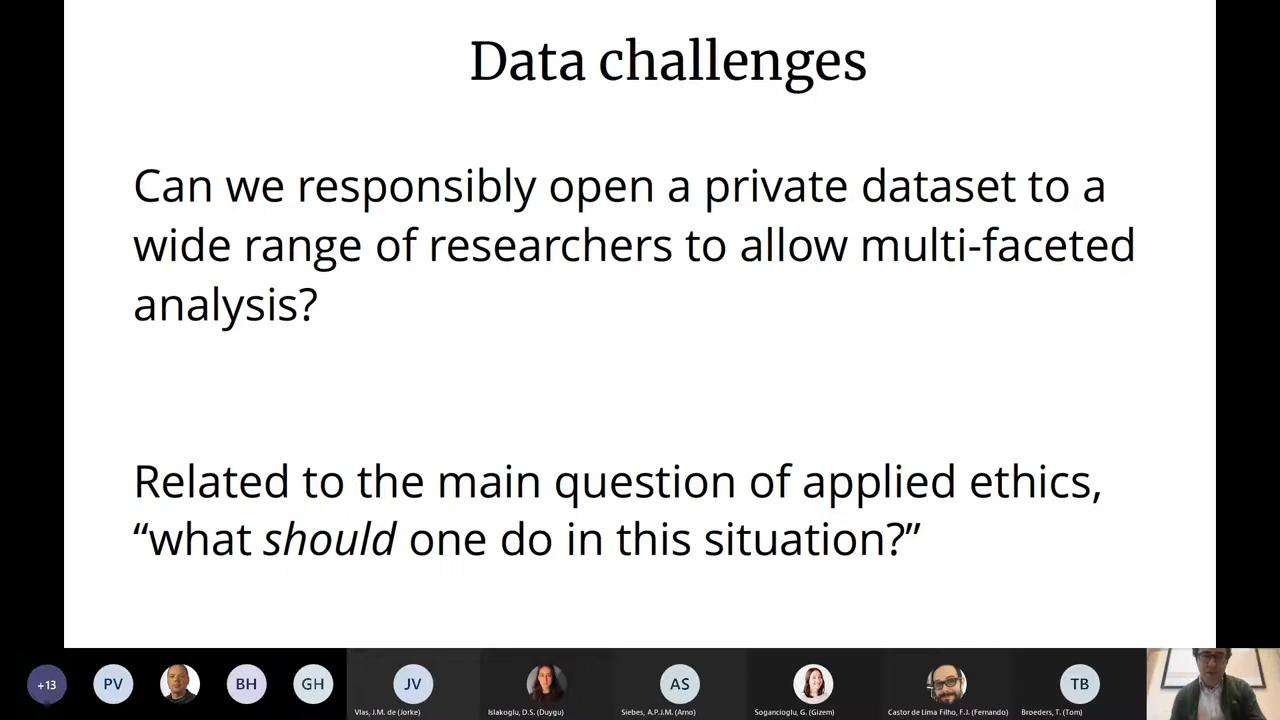 Data challenges
Can we responsibly open a private dataset to a
wide range of researchers to allow multi-faceted
analysis?
Related to the main question of applied ethics,
“what should one do in this situation?”
+13
PV
BH
GH
JV
AS
TB
Vlas, J.M. de (Jorke)
Islakoglu, D.S. (Duygu)
Siebes, A.P.J.M. (Arno)
Sogancioglu, G. (Gizem)
Castor de Lima Filho, F.J. (Fernando)
Broeders, T. (Tom)